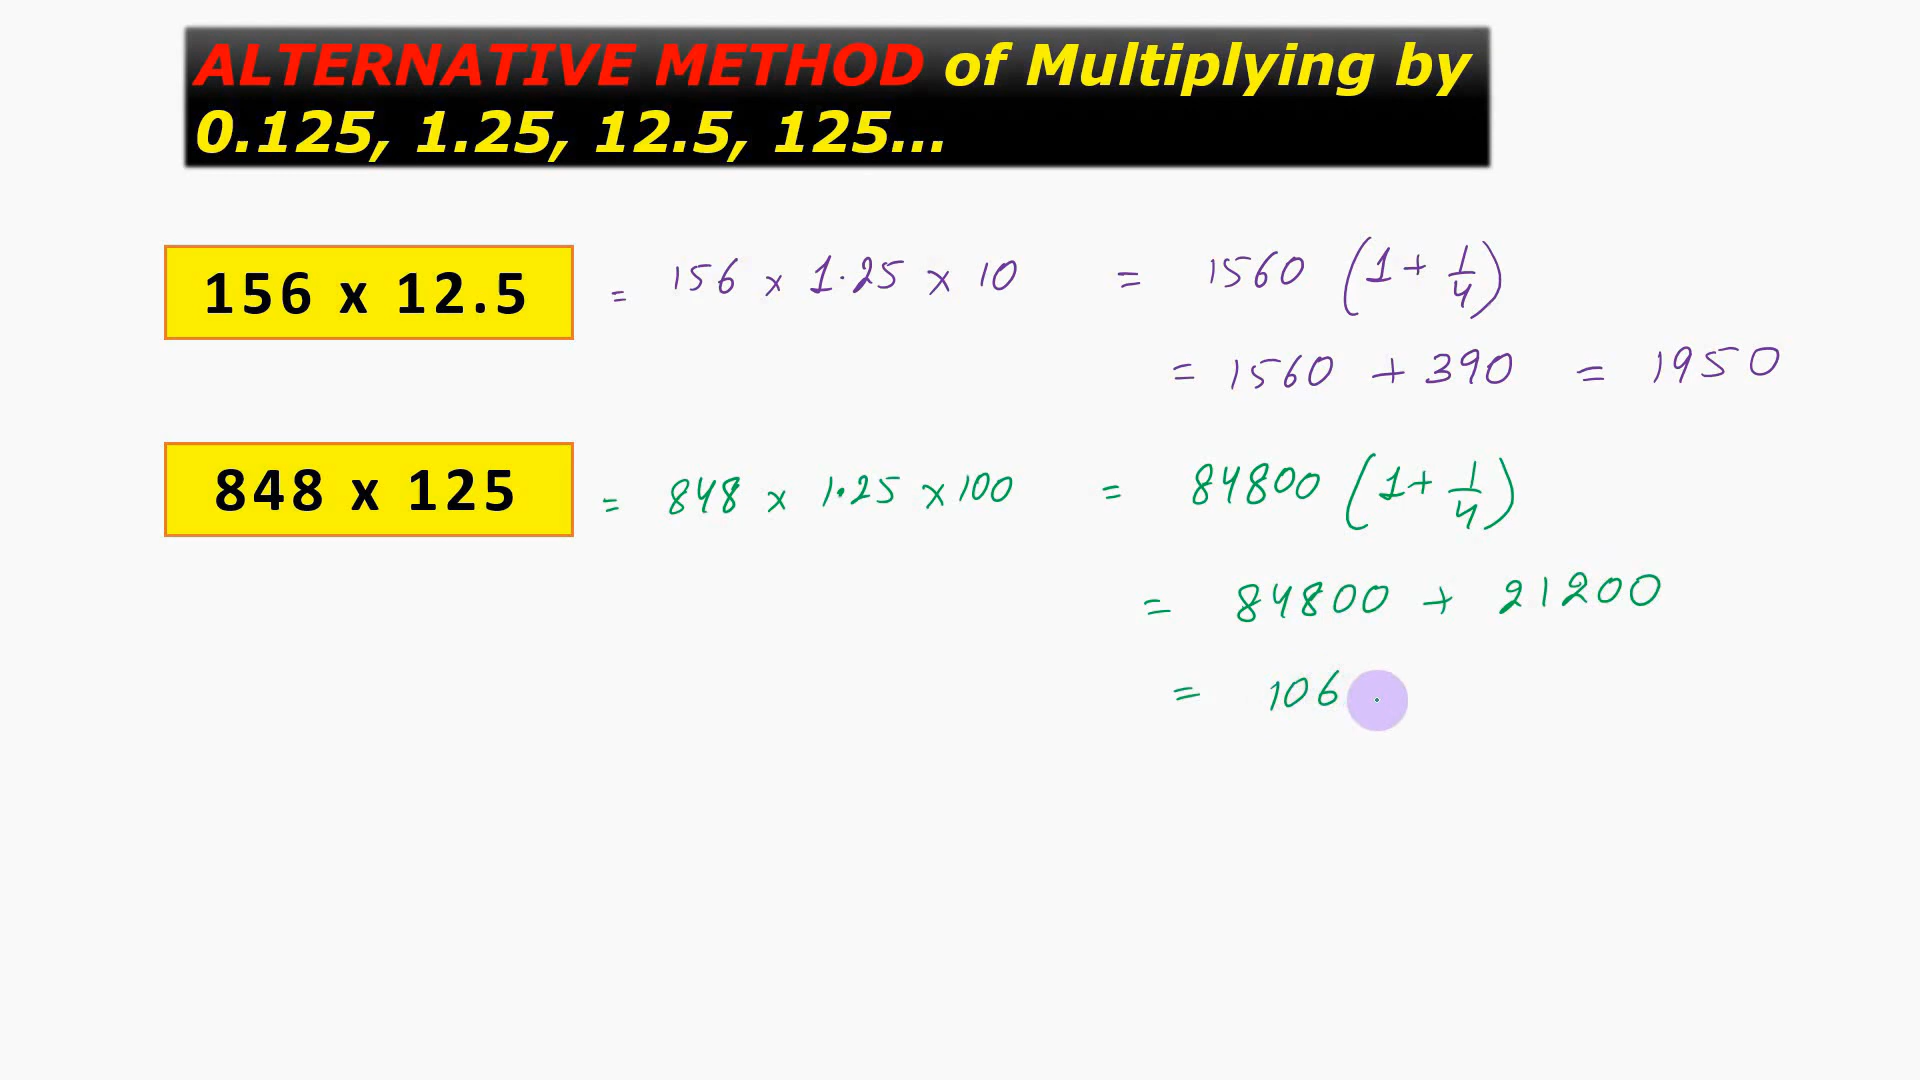 ALTERNATIVE METHOD of Multiplying by
0.125, 1.25, 12.5, 125...
156 x 12.5 = 156 x 1.25 x 10 = 1560 (1 + 1/4)
= 1560 + 390 = 1950
848 x 125 = 848 x 1.25 x 100 = 84800 (1 + 1/4)
= 84800 + 21200
= 106